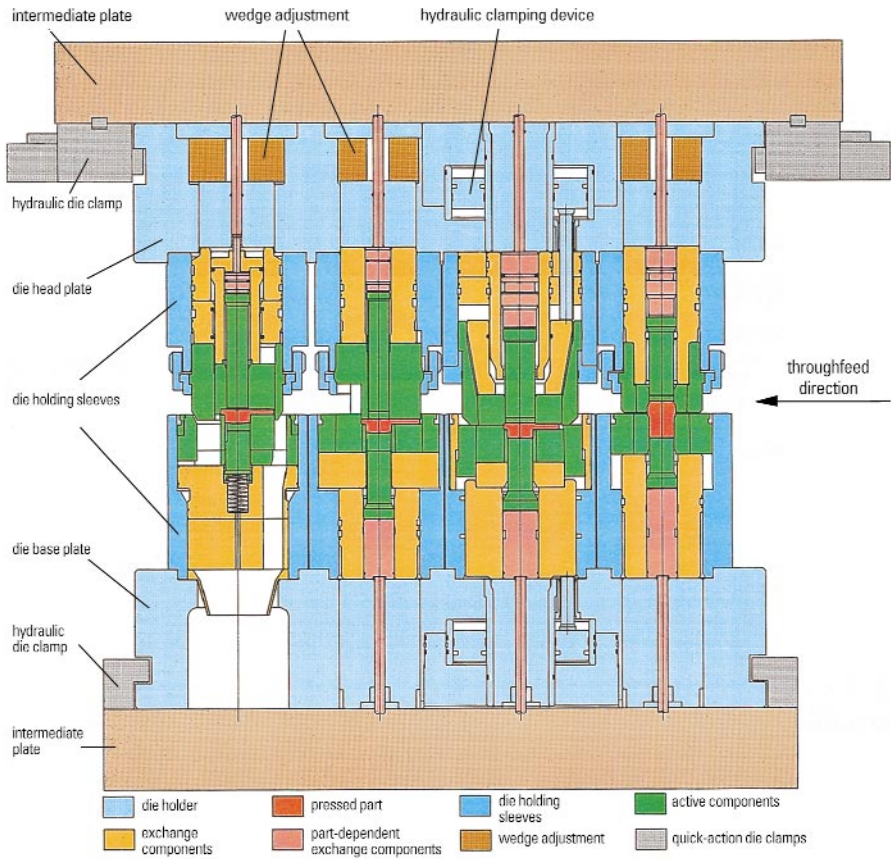 intermediate plate
wedge adjustment
hydraulic clamping device
hydraulic die clamp
die head plate
die holding sleeves
throughfeed
direction
die base plate
hydraulic
die clamp
intermediate
plate
die holder
pressed part
die holding
sleeves
active components
exchange
components
part-dependent
exchange components
wedge adjustment
quick-action die clamps